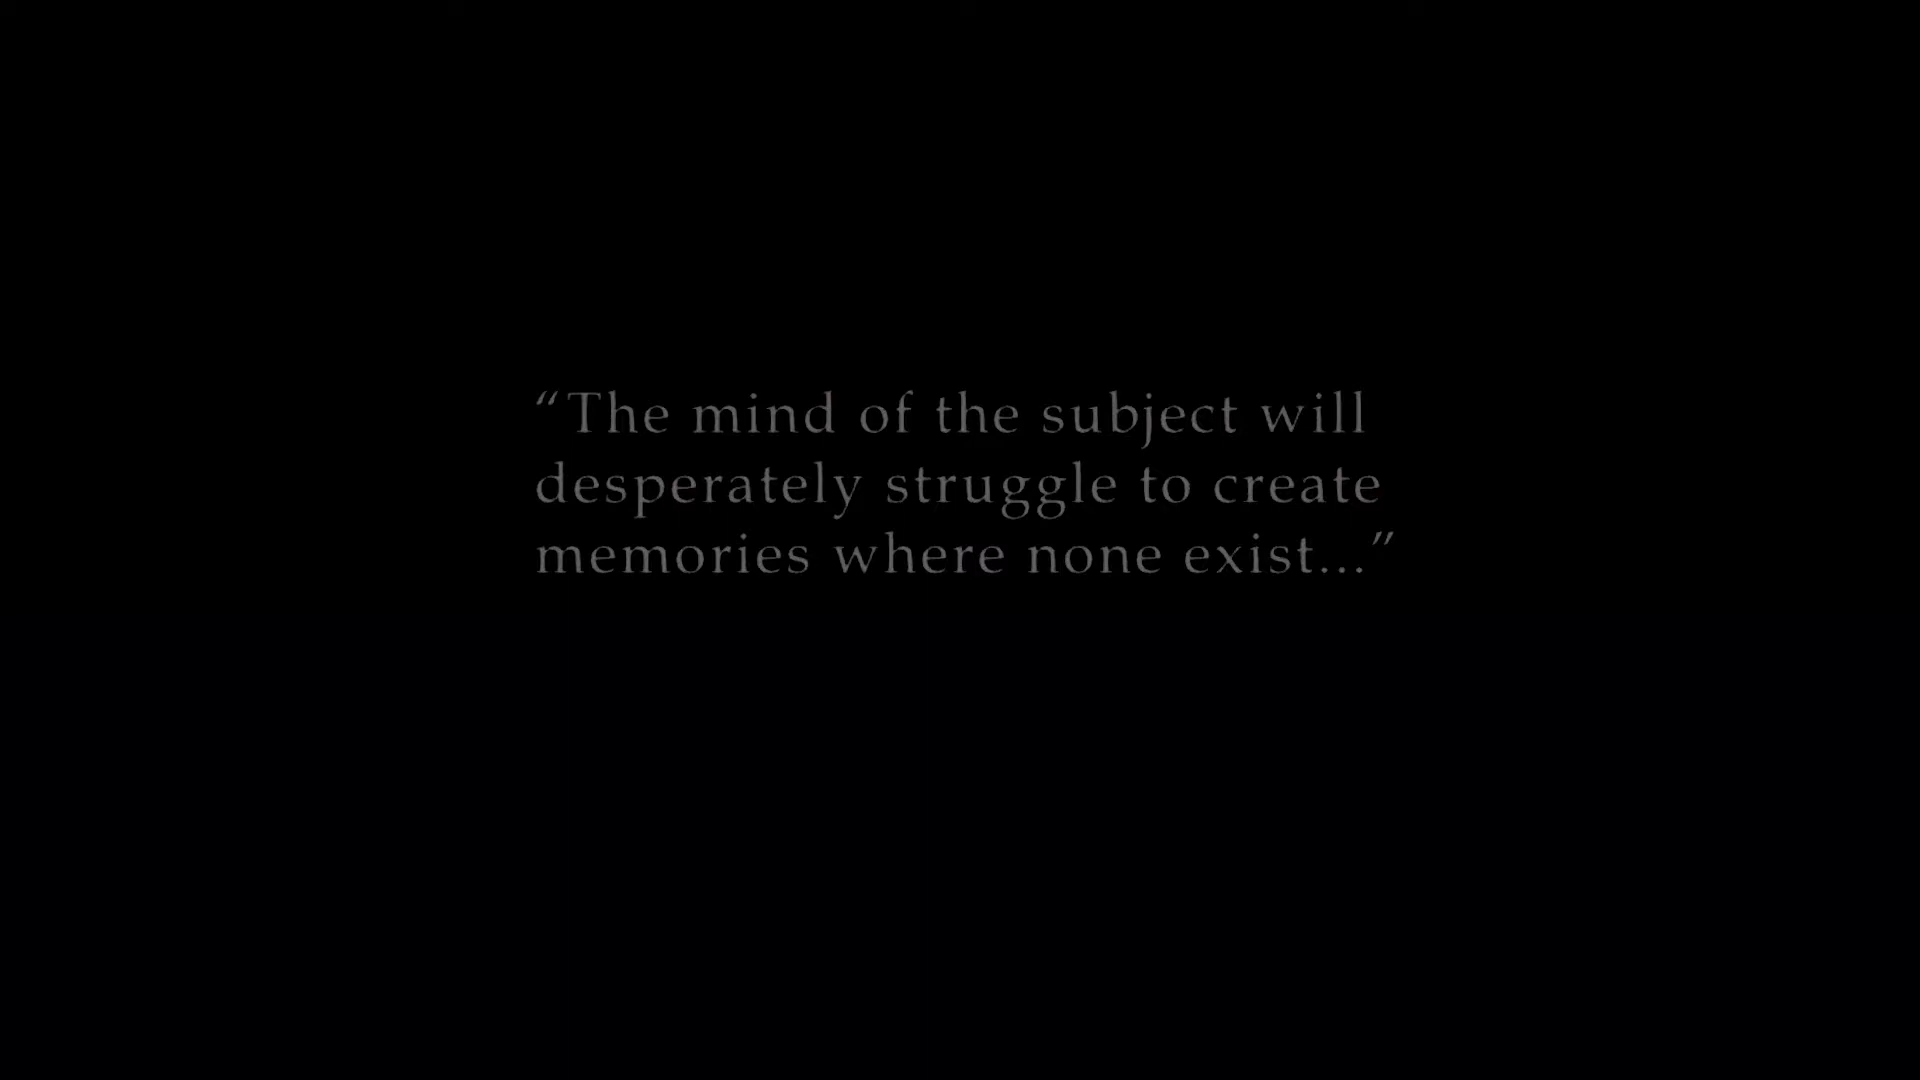 “The mind of the subject will
desperately struggle to create
memories where none exist...”